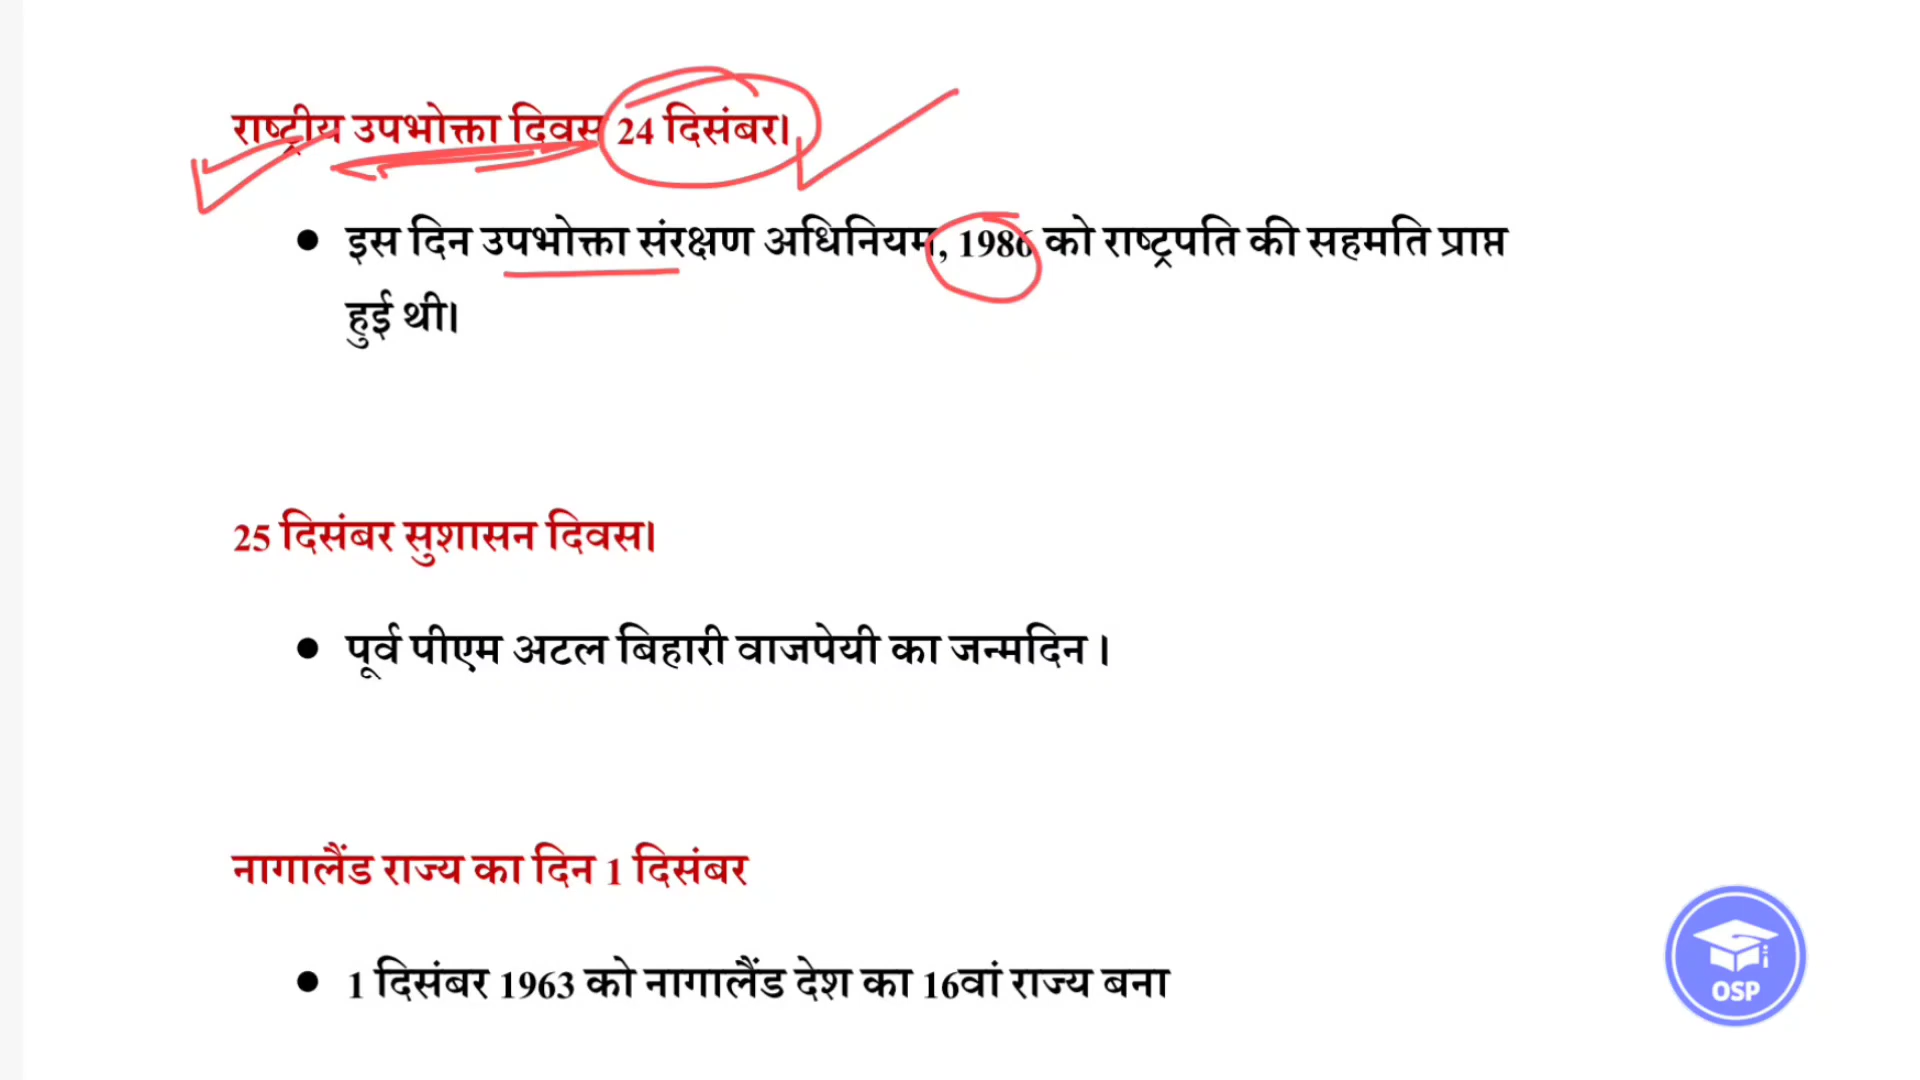 राष्ट्रीय उपभोक्ता दिवस 24 दिसंबर।
● इस दिन उपभोक्ता संरक्षण अधिनियम, 1986 को राष्ट्रपति की सहमति प्राप्त
हुई थी।
25 दिसंबर सुशासन दिवस।
● पूर्व पीएम अटल बिहारी वाजपेयी का जन्मदिन ।
नागालैंड राज्य का दिन 1 दिसंबर
● 1 दिसंबर 1963 को नागालैंड देश का 16वां राज्य बना
OSP